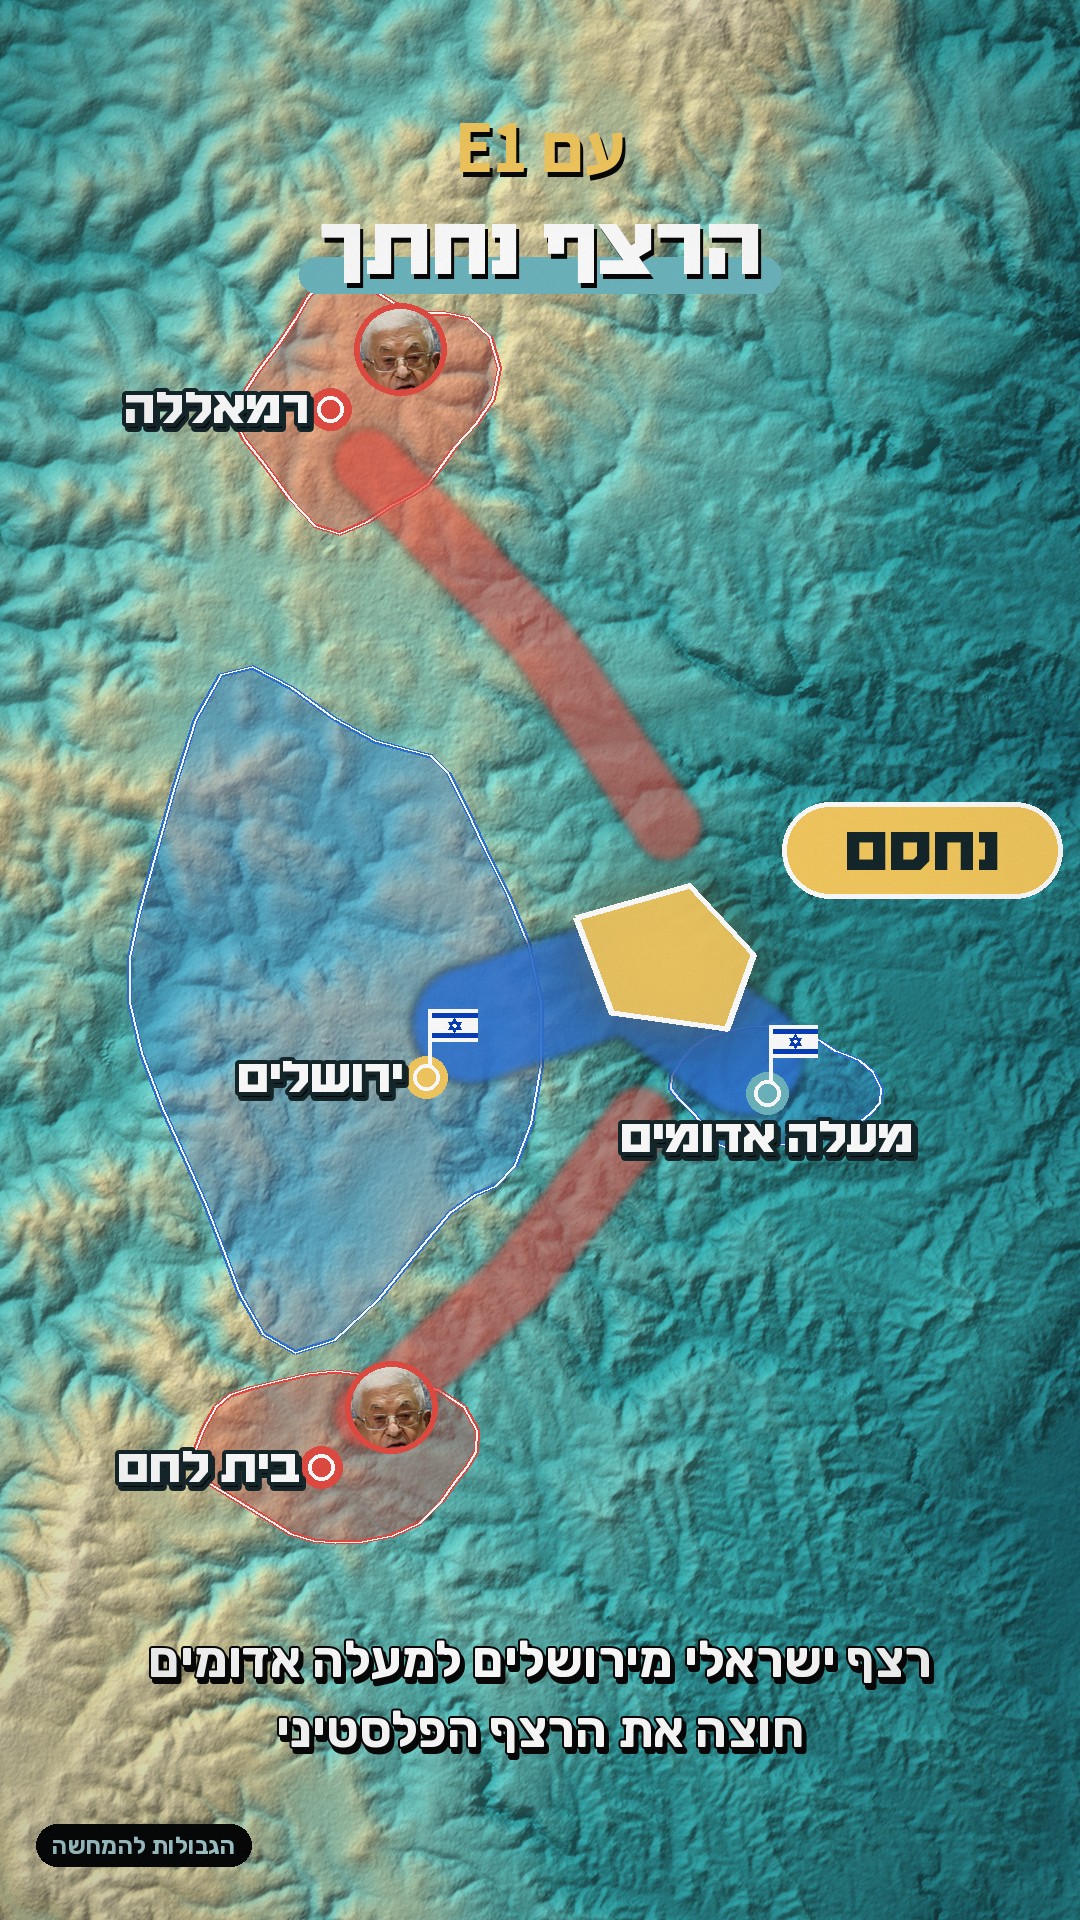 עם E1
הרצף נחתך
רמאללה
נחסם
ירושלים
מעלה אדומים
בית לחם
רצף ישראלי מירושלים למעלה אדומים
חוצה את הרצף הפלסטיני
הגבולות להמחשה